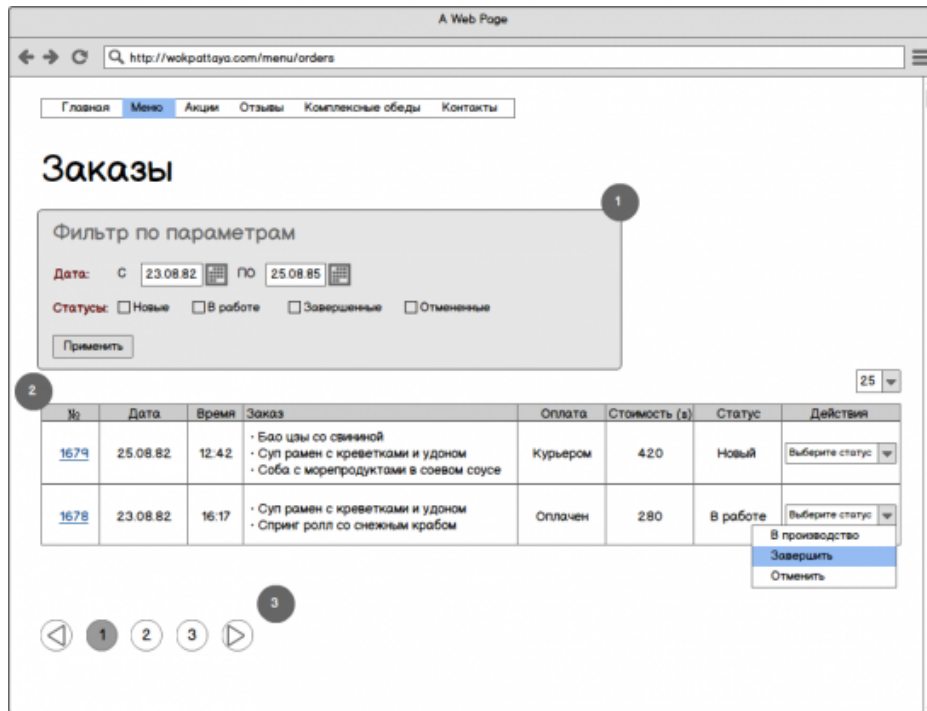 A Web Page
http://wokpattaya.com/menu/orders
Главная Меню Акции Отзывы Комплексные обеды Контакты
Заказы
1
Фильтр по параметрам
Дата: С 23.08.82 ПО 25.08.85
Статусы: Новые В работе Завершенные Отмененные
Применить
25
2
№ Дата Время Заказ Оплата Стоимость (в) Статус Действия
1679 25.08.82 12:42 · Бао цзы со свининой Курьером 420 Новый Выберите статус
· Суп рамен с креветками и удоном
· Соба с морепродуктами в соевом соусе
1678 23.08.82 16:17 · Суп рамен с креветками и удоном Оплачен 280 В работе Выберите статус
· Спринг ролл со снежным крабом
В производство
Завершить
Отменить
3
1 2 3